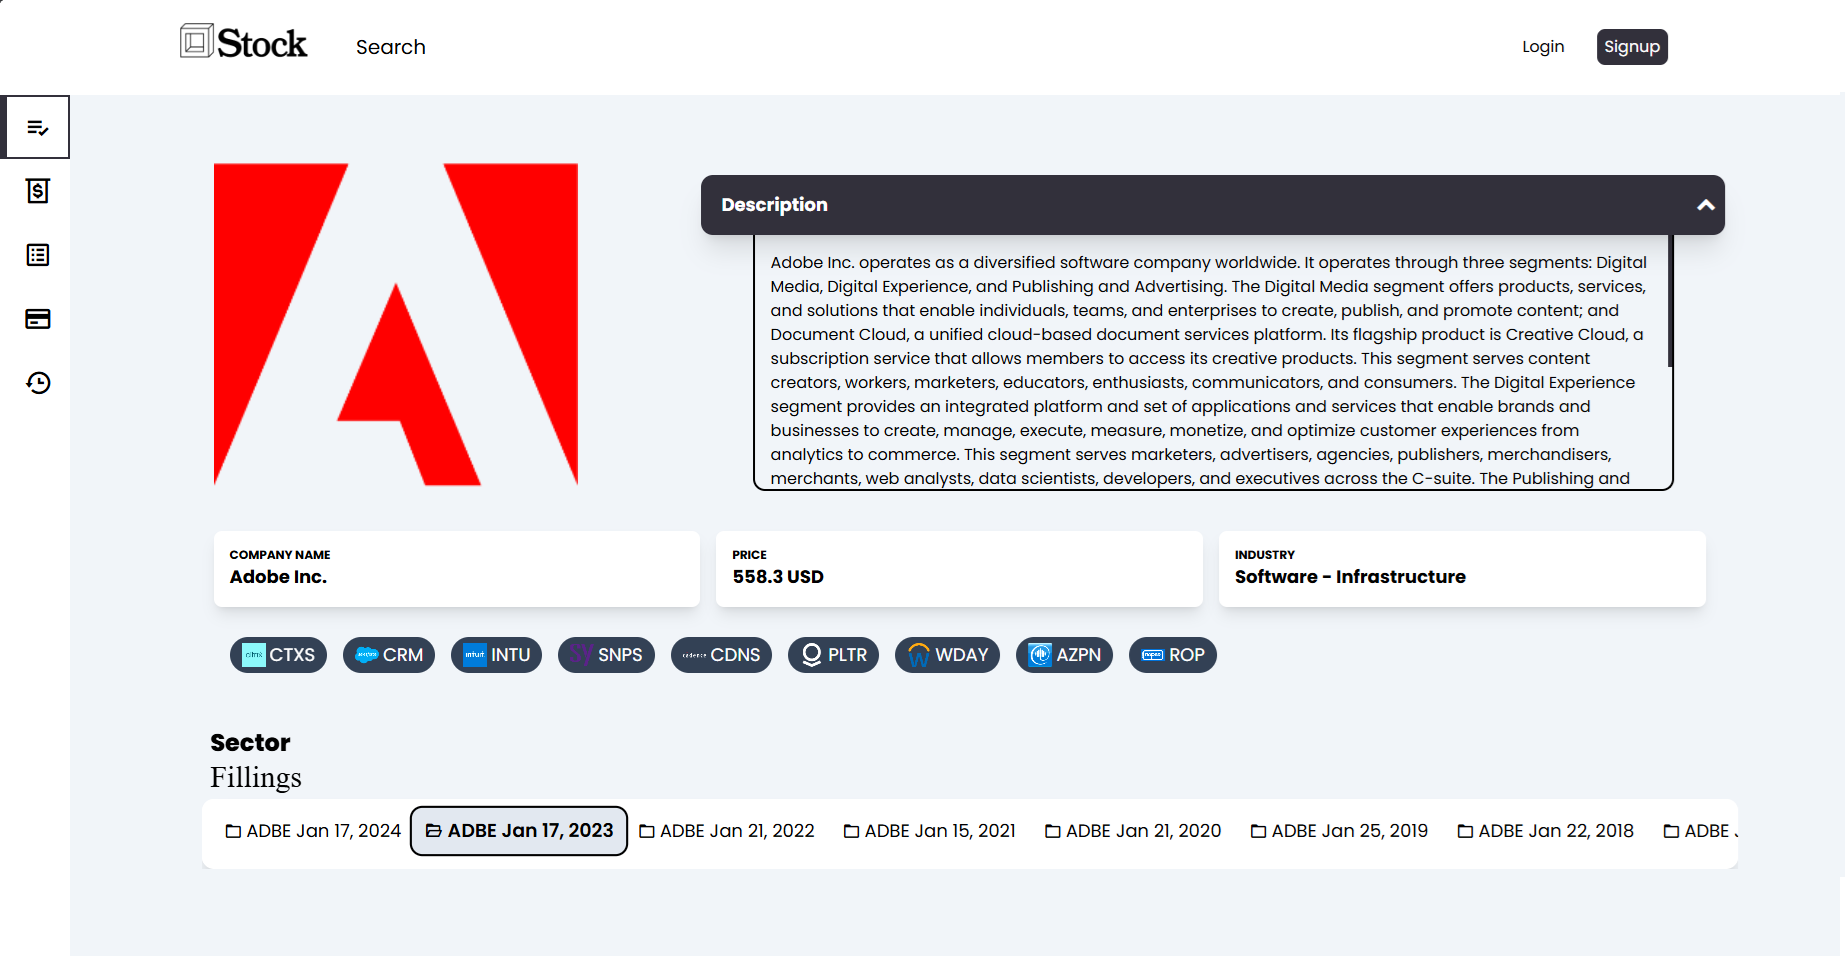 Stock
Search
Login
Signup
Description
Adobe Inc. operates as a diversified software company worldwide. It operates through three segments: Digital
Media, Digital Experience, and Publishing and Advertising. The Digital Media segment offers products, services,
and solutions that enable individuals, teams, and enterprises to create, publish, and promote content; and
Document Cloud, a unified cloud-based document services platform. Its flagship product is Creative Cloud, a
subscription service that allows members to access its creative products. This segment serves content
creators, workers, marketers, educators, enthusiasts, communicators, and consumers. The Digital Experience
segment provides an integrated platform and set of applications and services that enable brands and
businesses to create, manage, execute, measure, monetize, and optimize customer experiences from
analytics to commerce. This segment serves marketers, advertisers, agencies, publishers, merchandisers,
merchants, web analysts, data scientists, developers, and executives across the C-suite. The Publishing and
COMPANY NAME
Adobe Inc.
PRICE
558.3 USD
INDUSTRY
Software - Infrastructure
citrix CTXS
CRM
intuit INTU
SNPS
cadence CDNS
PLTR
WDAY
AZPN
ROP
Sector
Fillings
ADBE Jan 17, 2024
ADBE Jan 17, 2023
ADBE Jan 21, 2022
ADBE Jan 15, 2021
ADBE Jan 21, 2020
ADBE Jan 25, 2019
ADBE Jan 22, 2018
ADBE